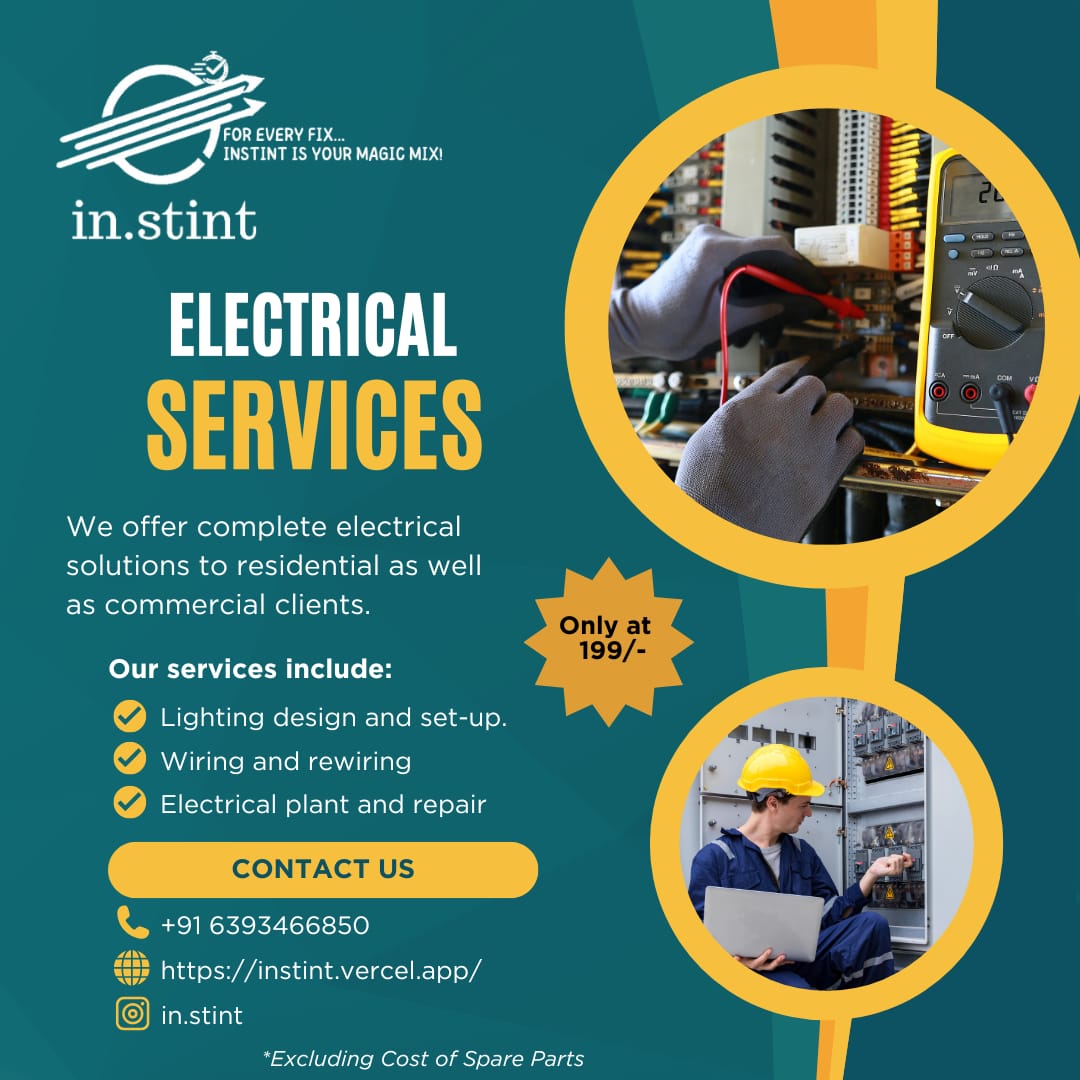 FOR EVERY FIX...
INSTINT IS YOUR MAGIC MIX!
in.stint
ELECTRICAL
SERVICES
We offer complete electrical
solutions to residential as well
as commercial clients.
Only at
199/-
Our services include:
Lighting design and set-up.
Wiring and rewiring
Electrical plant and repair
CONTACT US
+91 6393466850
https://instint.vercel.app/
in.stint
*Excluding Cost of Spare Parts
OFF
COM